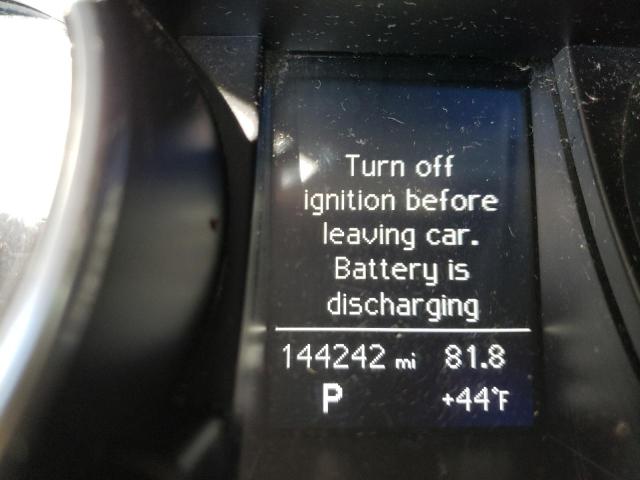 Turn off
ignition before
leaving car.
Battery is
discharging
144242 mi 81.8
P +44°F